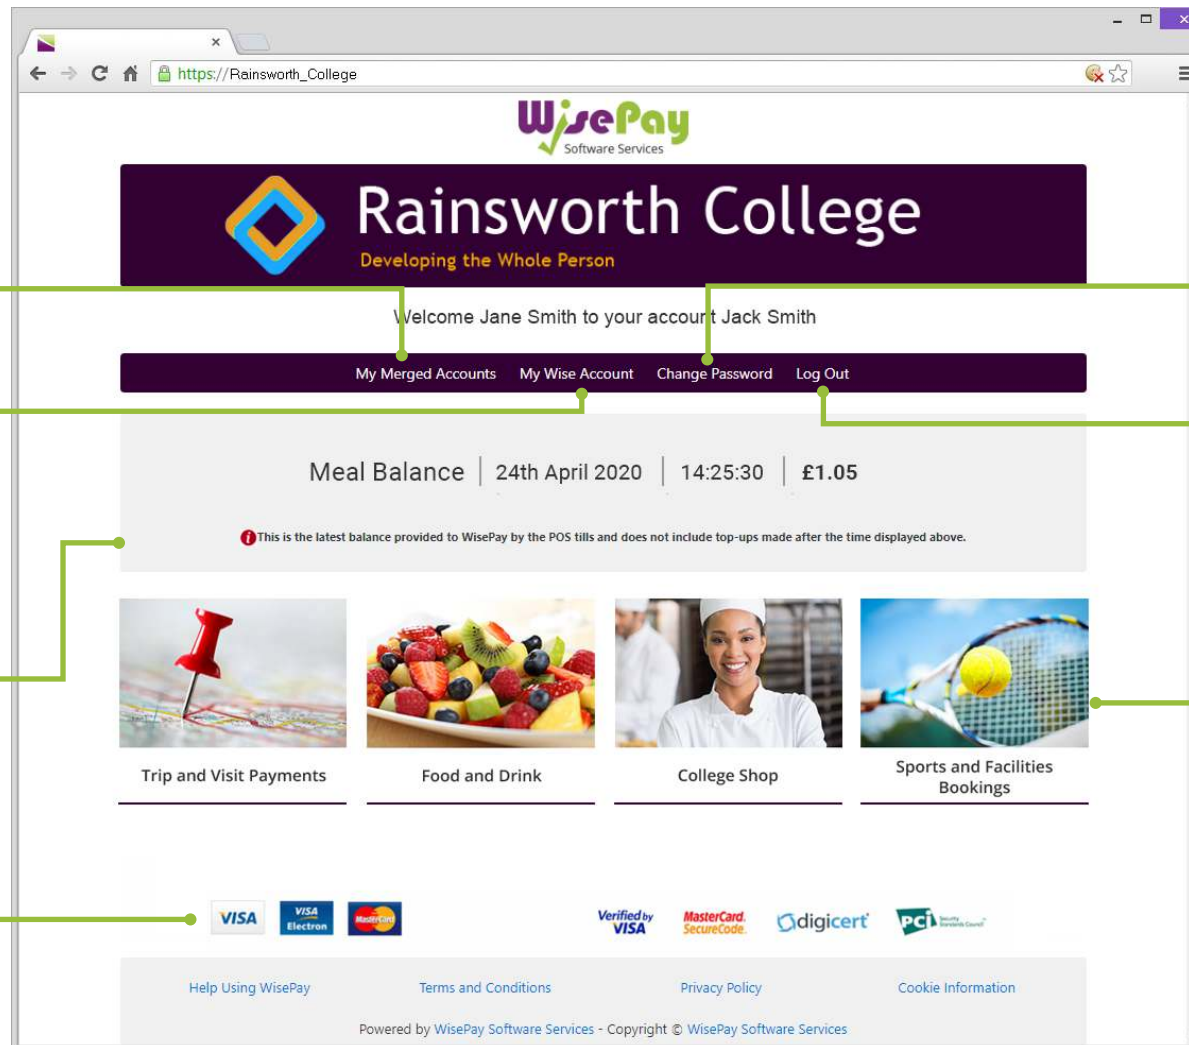 https://Rainsworth_College
WisePay
Software Services
Rainsworth College
Developing the Whole Person
Welcome Jane Smith to your account Jack Smith
My Merged Accounts My Wise Account Change Password Log Out
Meal Balance 24th April 2020 14:25:30 £1.05
This is the latest balance provided to WisePay by the POS tills and does not include top-ups made after the time displayed above.
Trip and Visit Payments
Food and Drink
College Shop
Sports and Facilities
Bookings
VISA
VISA
Electron
MasterCard
Verified by
VISA
MasterCard.
SecureCode.
digicert
PCI Security
Standards Council
Help Using WisePay Terms and Conditions Privacy Policy Cookie Information
Powered by WisePay Software Services - Copyright © WisePay Software Services